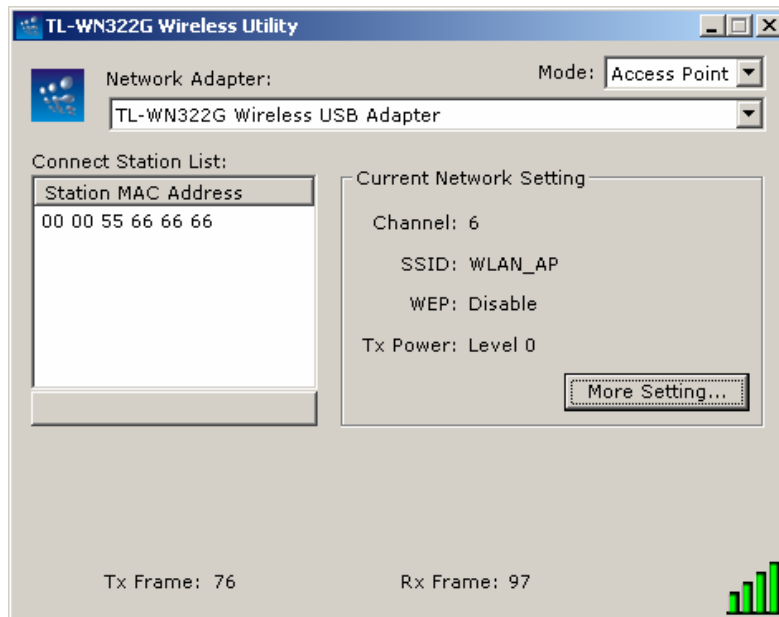 TL-WN322G Wireless Utility
Network Adapter:
Mode: Access Point
TL-WN322G Wireless USB Adapter
Connect Station List:
Station MAC Address
00 00 55 66 66 66
Current Network Setting
Channel: 6
SSID: WLAN_AP
WEP: Disable
Tx Power: Level 0
More Setting...
Tx Frame: 76
Rx Frame: 97